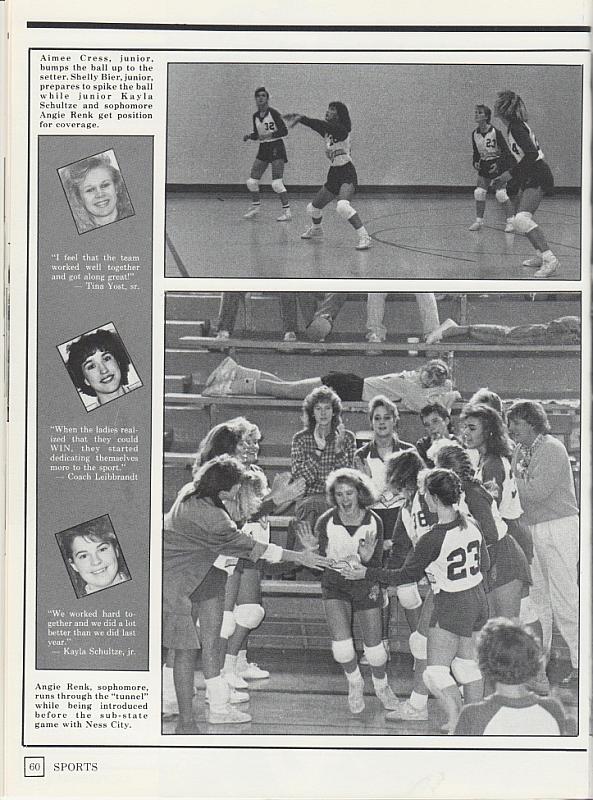 Aimee Cress, junior,
bumps the ball up to the
setter. Shelly Bier, junior,
prepares to spike the ball
while junior Kayla
Schultze and sophomore
Angie Renk get position
for coverage.
"I feel that the team
worked well together
and got along great!"
— Tina Yost, sr.
"When the ladies real-
ized that they could
WIN, they started
dedicating themselves
more to the sport."
— Coach Leibbrandt
"We worked hard to-
gether and we did a lot
better than we did last
year."
— Kayla Schultze, jr.
Angie Renk, sophomore,
runs through the "tunnel"
while being introduced
before the sub-state
game with Ness City.
32
23
4
18
23
60 SPORTS